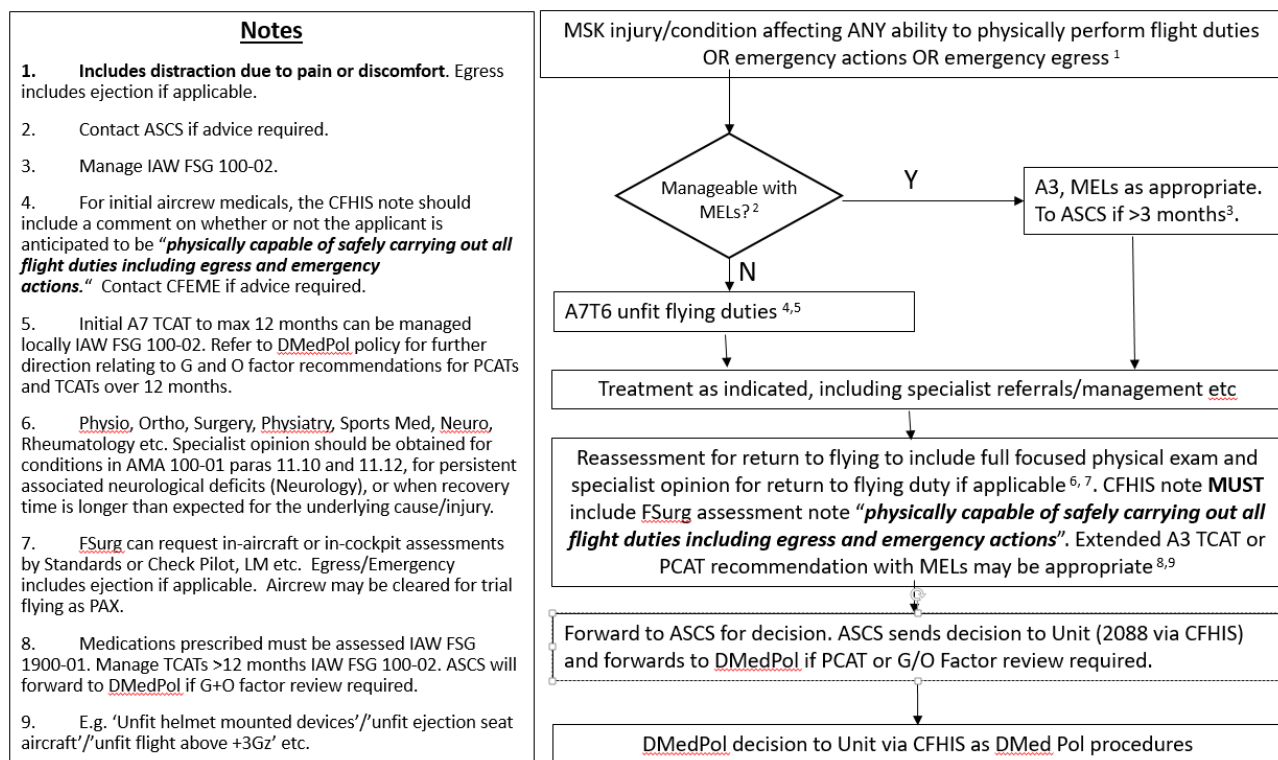 Notes
1. Includes distraction due to pain or discomfort. Egress
includes ejection if applicable.
2. Contact ASCS if advice required.
3. Manage IAW FSG 100-02.
4. For initial aircrew medicals, the CFHIS note should
include a comment on whether or not the applicant is
anticipated to be “physically capable of safely carrying out all
flight duties including egress and emergency
actions.“ Contact CFEME if advice required.
5. Initial A7 TCAT to max 12 months can be managed
locally IAW FSG 100-02. Refer to DMedPol policy for further
direction relating to G and O factor recommendations for PCATs
and TCATs over 12 months.
6. Physio, Ortho, Surgery, Physiatry, Sports Med, Neuro,
Rheumatology etc. Specialist opinion should be obtained for
conditions in AMA 100-01 paras 11.10 and 11.12, for persistent
associated neurological deficits (Neurology), or when recovery
time is longer than expected for the underlying cause/injury.
7. FSurg can request in-aircraft or in-cockpit assessments
by Standards or Check Pilot, LM etc. Egress/Emergency
includes ejection if applicable. Aircrew may be cleared for trial
flying as PAX.
8. Medications prescribed must be assessed IAW FSG
1900-01. Manage TCATs >12 months IAW FSG 100-02. ASCS will
forward to DMedPol if G+O factor review required.
9. E.g. ‘Unfit helmet mounted devices’/’unfit ejection seat
aircraft’/’unfit flight above +3Gz’ etc.
MSK injury/condition affecting ANY ability to physically perform flight duties
OR emergency actions OR emergency egress 1
Manageable with
MELs? 2
Y
A3, MELs as appropriate.
To ASCS if >3 months3.
N
A7T6 unfit flying duties 4,5
Treatment as indicated, including specialist referrals/management etc
Reassessment for return to flying to include full focused physical exam and
specialist opinion for return to flying duty if applicable 6, 7. CFHIS note MUST
include FSurg assessment note “physically capable of safely carrying out all
flight duties including egress and emergency actions”. Extended A3 TCAT or
PCAT recommendation with MELs may be appropriate 8,9
Forward to ASCS for decision. ASCS sends decision to Unit (2088 via CFHIS)
and forwards to DMedPol if PCAT or G/O Factor review required.
DMedPol decision to Unit via CFHIS as DMed Pol procedures